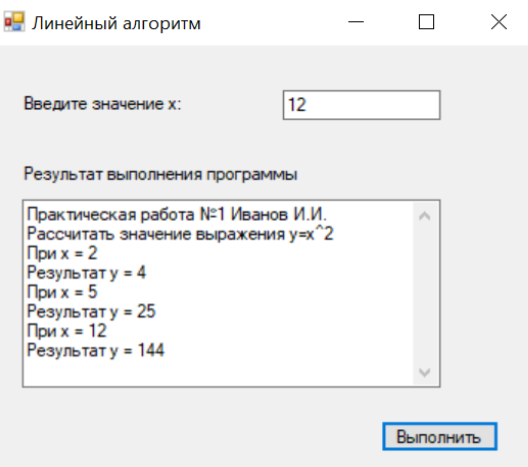 Линейный алгоритм
Введите значение x:
12
Результат выполнения программы
Практическая работа №1 Иванов И.И.
Рассчитать значение выражения y=x^2
При x = 2
Результат y = 4
При x = 5
Результат y = 25
При x = 12
Результат y = 144
Выполнить